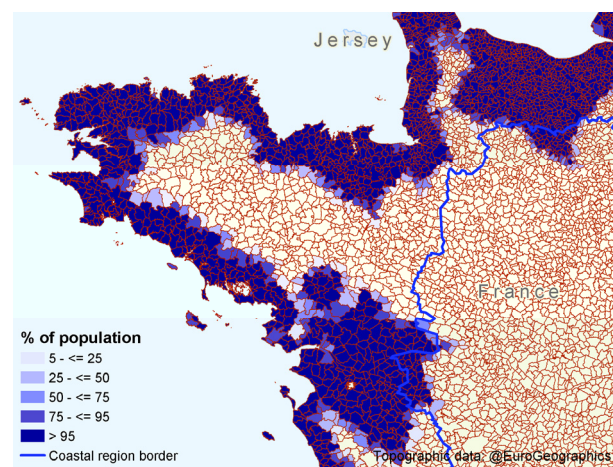 Jersey
France
% of population
5 - <= 25
25 - <= 50
50 - <= 75
75 - <= 95
> 95
Coastal region border
Topographic data: @EuroGeographics